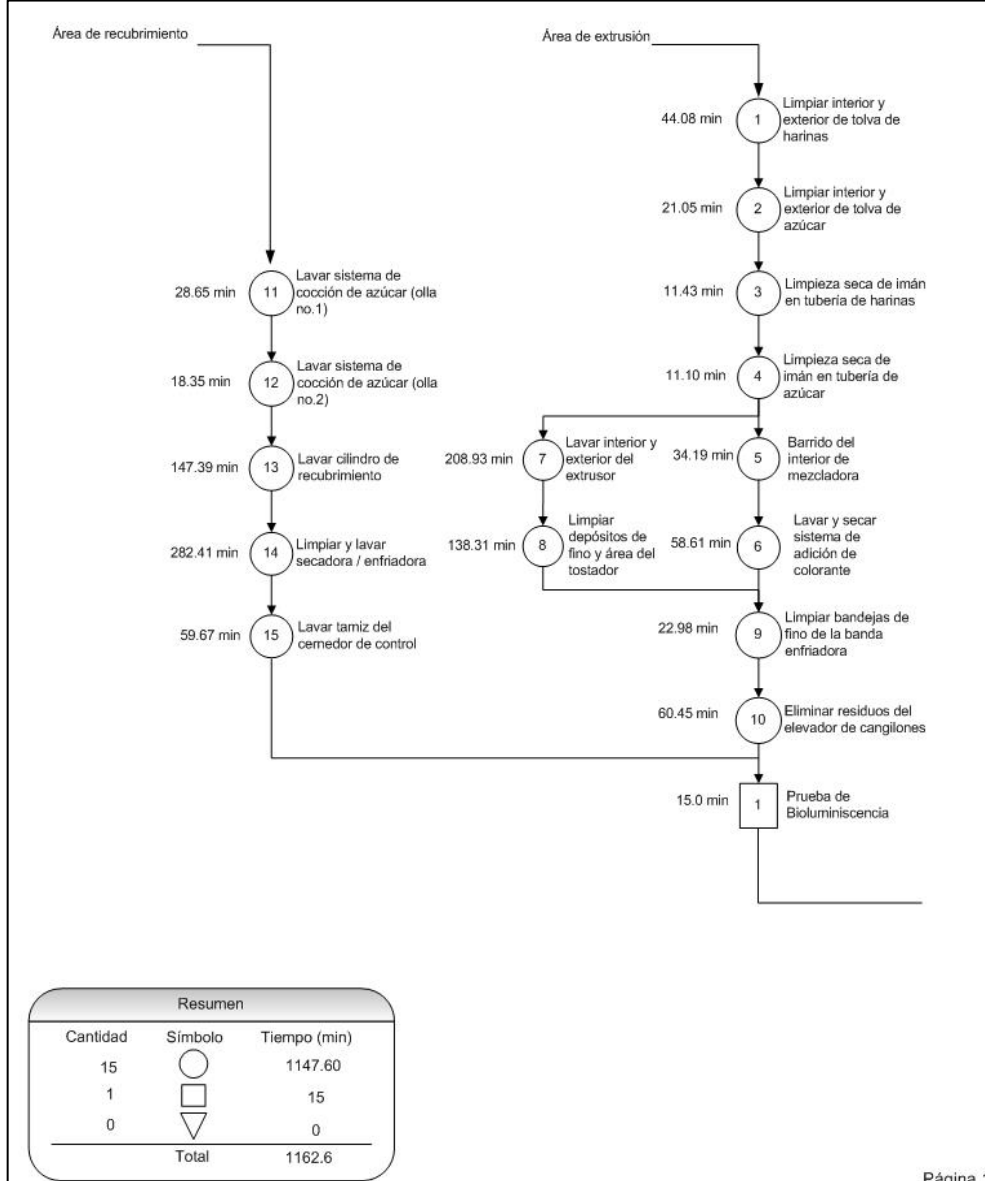 Área de recubrimiento
Área de extrusión
44.08 min
1
Limpiar interior y
exterior de tolva de
harinas
21.05 min
2
Limpiar interior y
exterior de tolva de
azúcar
11.43 min
3
Limpieza seca de imán
en tubería de harinas
11.10 min
4
Limpieza seca de
imán en tubería de
azúcar
28.65 min
11
Lavar sistema de
cocción de azúcar (olla
no.1)
18.35 min
12
Lavar sistema de
cocción de azúcar (olla
no.2)
147.39 min
13
Lavar cilindro de
recubrimiento
282.41 min
14
Limpiar y lavar
secadora / enfriadora
59.67 min
15
Lavar tamiz del
cernedor de control
208.93 min
7
Lavar interior y
exterior del
extrusor
138.31 min
8
Limpiar
depósitos de
fino y área del
tostador
34.19 min
5
Barrido del
interior de
mezcladora
58.61 min
6
Lavar y secar
sistema de
adición de
colorante
22.98 min
9
Limpiar bandejas de
fino de la banda
enfriadora
60.45 min
10
Eliminar residuos del
elevador de cangilones
15.0 min
1
Prueba de
Bioluminiscencia
Resumen
Cantidad Símbolo Tiempo (min)
15 1147.60
1 15
0 0
Total 1162.6
Página 1